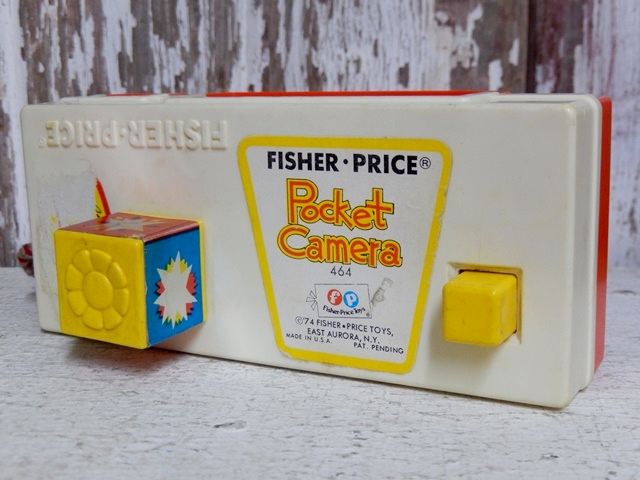 FISHER·PRICE®
FISHER·PRICE®
Pocket
Camera
464
fp
Fisher-Price Toys
©'74 FISHER·PRICE TOYS,
EAST AURORA, N.Y.
MADE IN U.S.A. PAT. PENDING